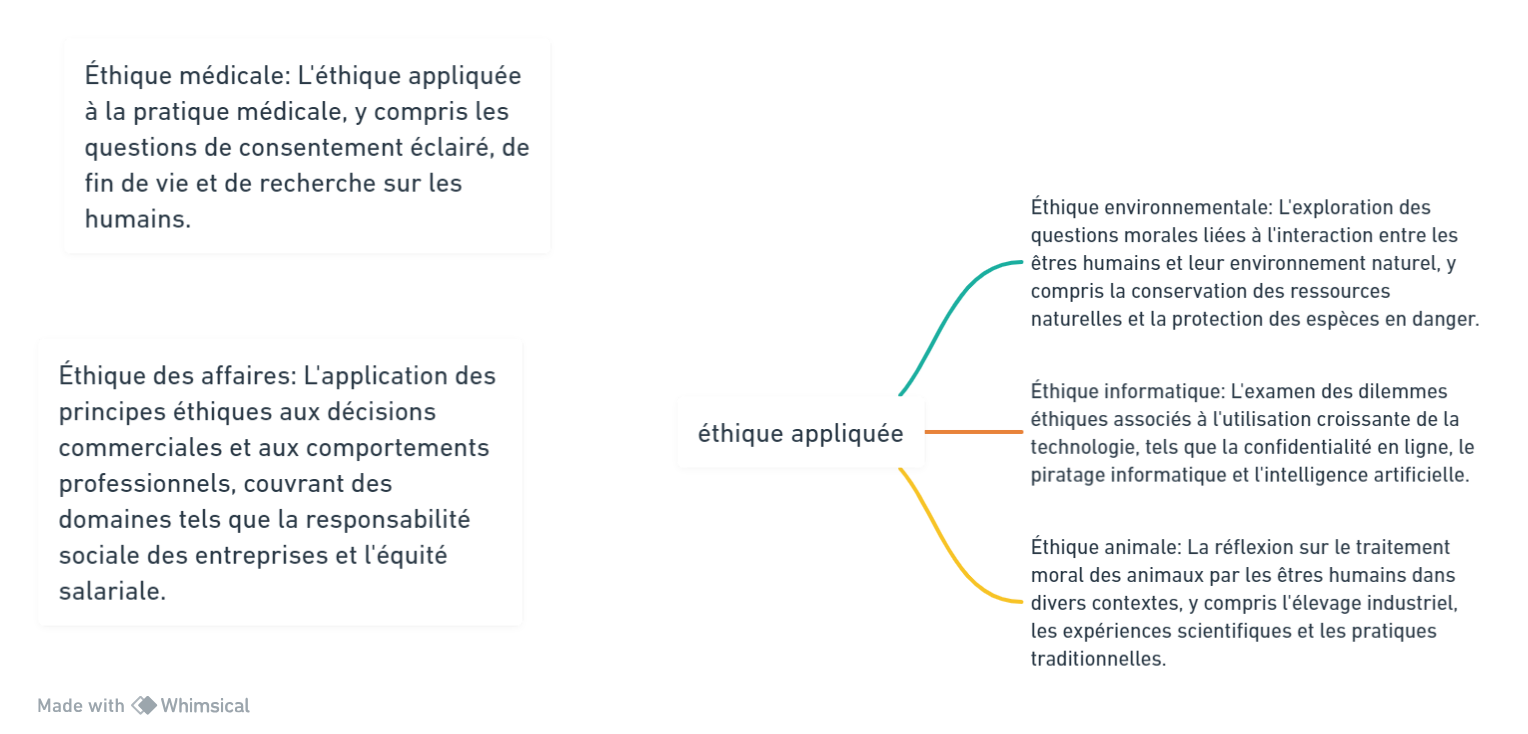 Éthique médicale: L'éthique appliquée
à la pratique médicale, y compris les
questions de consentement éclairé, de
fin de vie et de recherche sur les
humains.
Éthique des affaires: L'application des
principes éthiques aux décisions
commerciales et aux comportements
professionnels, couvrant des
domaines tels que la responsabilité
sociale des entreprises et l'équité
salariale.
éthique appliquée
Éthique environnementale: L'exploration des
questions morales liées à l'interaction entre les
êtres humains et leur environnement naturel, y
compris la conservation des ressources
naturelles et la protection des espèces en danger.
Éthique informatique: L'examen des dilemmes
éthiques associés à l'utilisation croissante de la
technologie, tels que la confidentialité en ligne, le
piratage informatique et l'intelligence artificielle.
Éthique animale: La réflexion sur le traitement
moral des animaux par les êtres humains dans
divers contextes, y compris l'élevage industriel,
les expériences scientifiques et les pratiques
traditionnelles.
Made with Whimsical